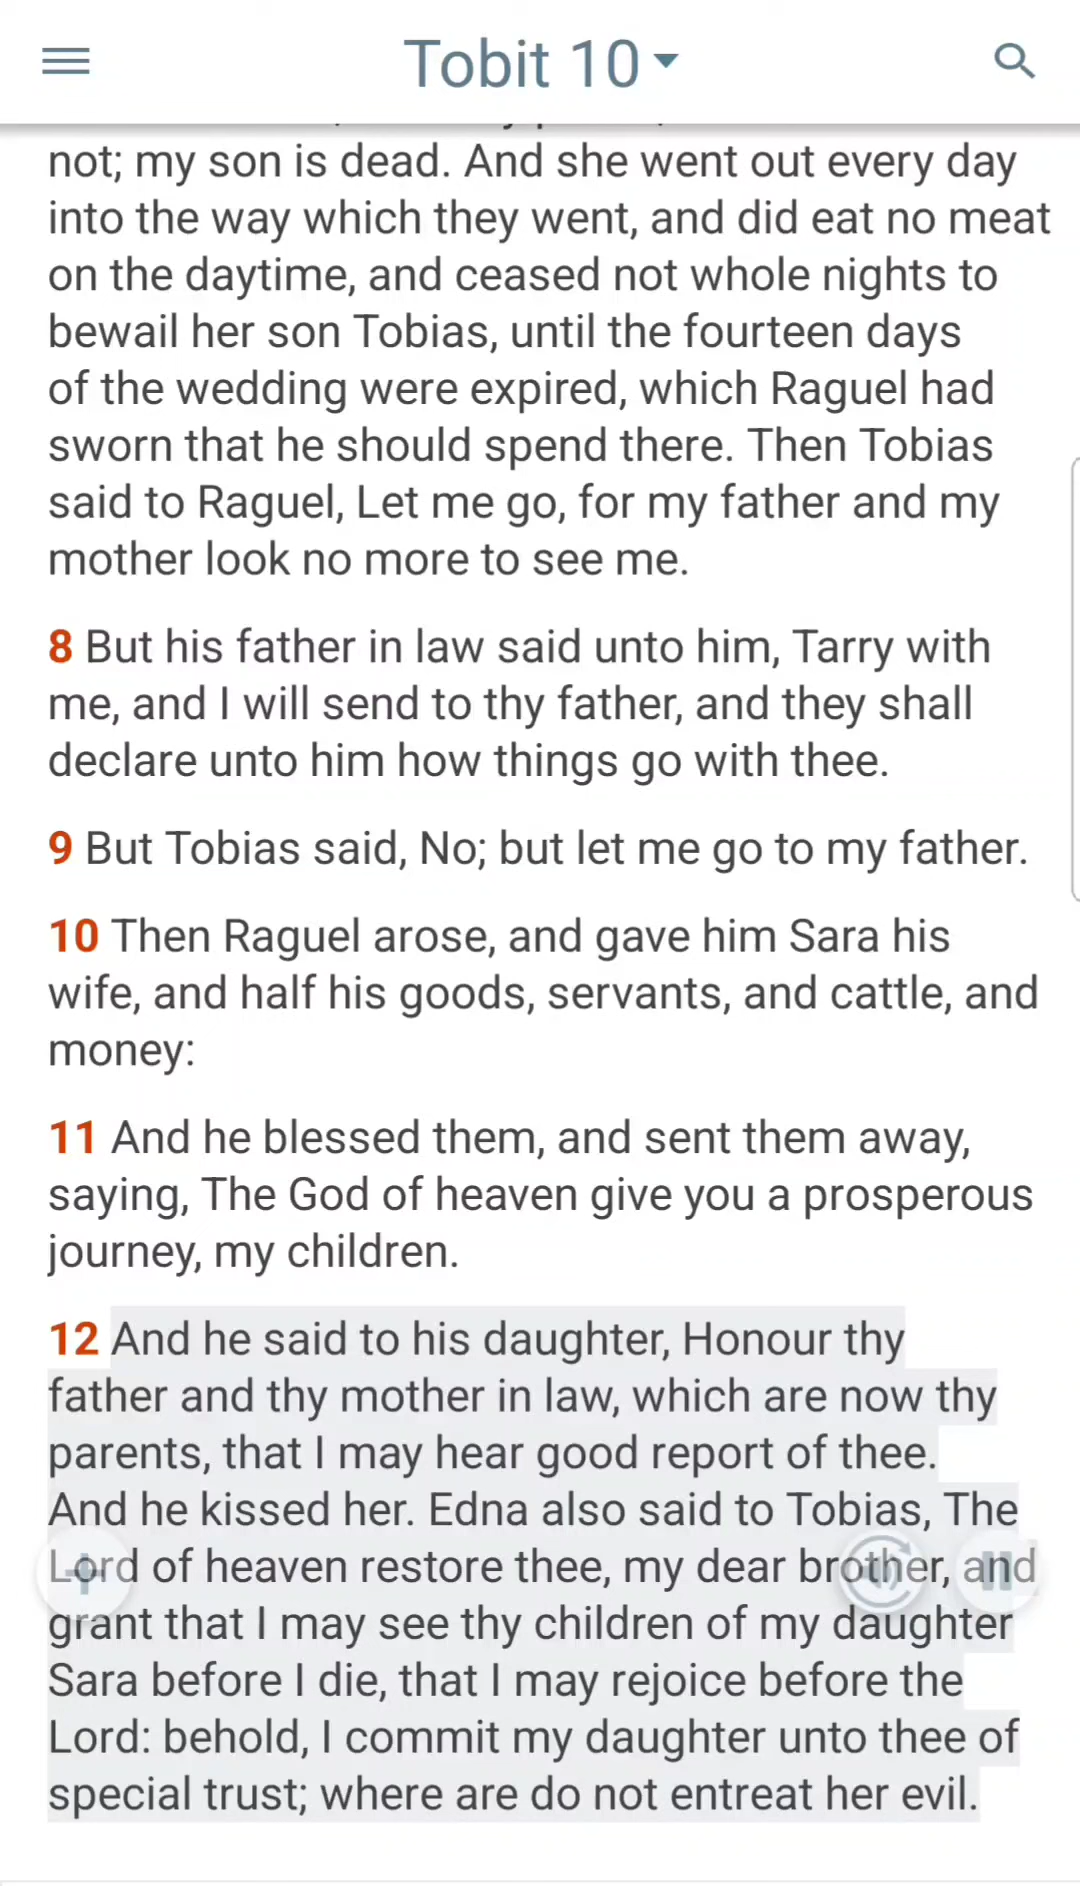 Tobit 10
not; my son is dead. And she went out every day
into the way which they went, and did eat no meat
on the daytime, and ceased not whole nights to
bewail her son Tobias, until the fourteen days
of the wedding were expired, which Raguel had
sworn that he should spend there. Then Tobias
said to Raguel, Let me go, for my father and my
mother look no more to see me.
8 But his father in law said unto him, Tarry with
me, and I will send to thy father, and they shall
declare unto him how things go with thee.
9 But Tobias said, No; but let me go to my father.
10 Then Raguel arose, and gave him Sara his
wife, and half his goods, servants, and cattle, and
money:
11 And he blessed them, and sent them away,
saying, The God of heaven give you a prosperous
journey, my children.
12 And he said to his daughter, Honour thy
father and thy mother in law, which are now thy
parents, that I may hear good report of thee.
And he kissed her. Edna also said to Tobias, The
Lord of heaven restore thee, my dear brother, and
grant that I may see thy children of my daughter
Sara before I die, that I may rejoice before the
Lord: behold, I commit my daughter unto thee of
special trust; where are do not entreat her evil.